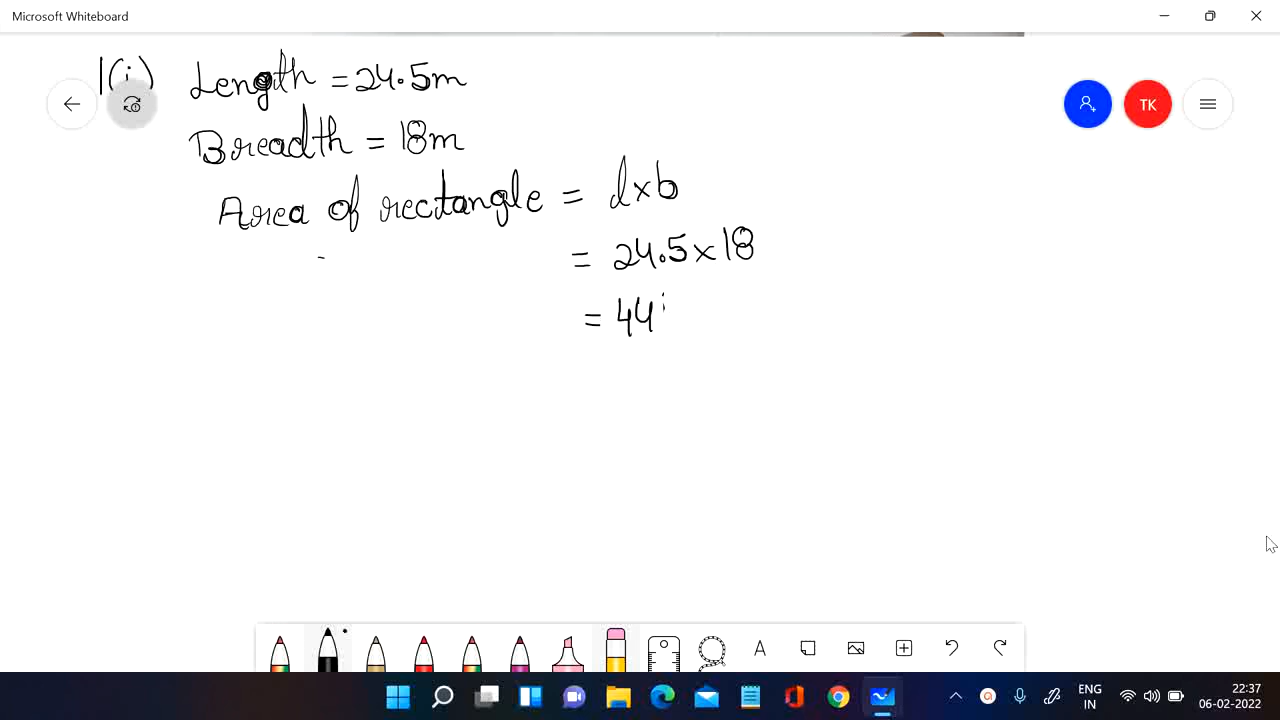 Microsoft Whiteboard
1(i) Length = 24.5m
Breadth = 18m
Area of rectangle = l×b
= 24.5×18
= 44
TK
A
ENG
IN
22:37
06-02-2022